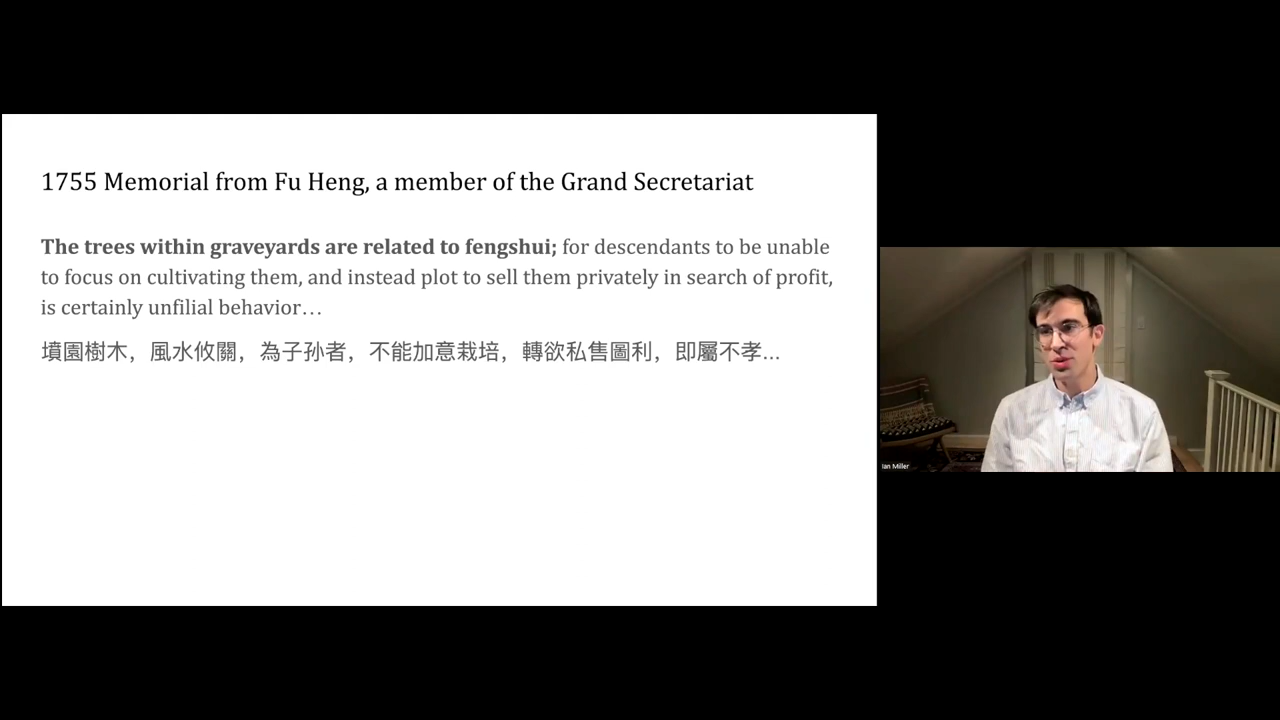 1755 Memorial from Fu Heng, a member of the Grand Secretariat
The trees within graveyards are related to fengshui; for descendants to be unable
to focus on cultivating them, and instead plot to sell them privately in search of profit,
is certainly unfilial behavior…
墳園樹木，風水攸關，為子孙者，不能加意栽培，轉欲私售圖利，即屬不孝...
Ian Miller